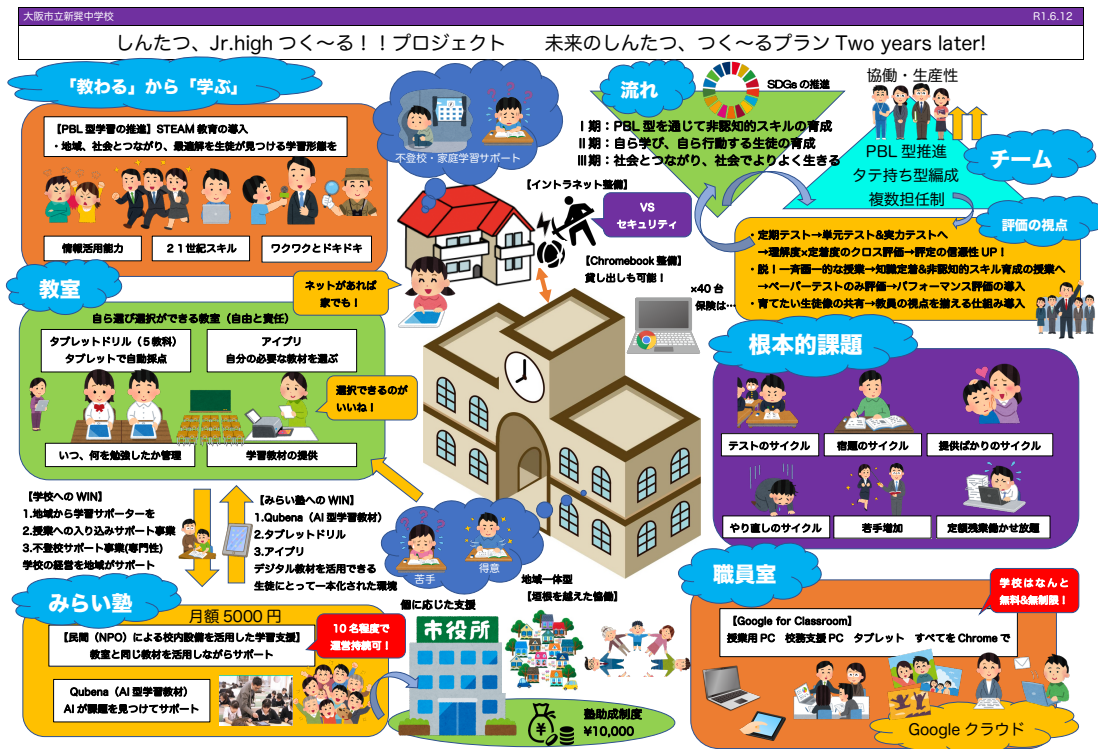 大阪市立新巽中学校
R1.6.12
しんたつ、Jr.high つく〜る！！プロジェクト　　未来のしんたつ、つく〜るプラン Two years later!
「教わる」から「学ぶ」
【PBL 型学習の推進】STEAM 教育の導入
・地域、社会とつながり、最適解を生徒が見つける学習形態を
情報活用能力
２１世紀スキル
ワクワクとドキドキ
不登校・家庭学習サポート
流れ
SDGs の推進
Ⅰ期：PBL 型を通じて非認知的スキルの育成
Ⅱ期：自ら学び、自ら行動する生徒の育成
Ⅲ期：社会とつながり、社会でよりよく生きる
協働・生産性
PBL 型推進
タテ持ち型編成
複数担任制
チーム
評価の視点
・定期テスト→単元テスト&実力テストへ
→理解度×定着度のクロス評価→評定の信憑性 UP！
・脱！一斉画一的な授業→知識定着&非認知的スキル育成の授業へ
→ペーパーテストのみ評価→パフォーマンス評価の導入
・育てたい生徒像の共有→教員の視点を揃える仕組み導入
【イントラネット整備】
VS
セキュリティ
【Chromebook 整備】
貸し出しも可能！
×40 台
保険は…
ネットがあれば
家でも！
教室
自ら選び選択ができる教室（自由と責任）
タブレットドリル（５教科）
タブレットで自動採点
アイプリ
自分の必要な教材を選ぶ
選択できるのが
いいね！
いつ、何を勉強したか管理
学習教材の提供
根本的課題
テストのサイクル
宿題のサイクル
提供ばかりのサイクル
やり直しのサイクル
若手増加
定額残業働かせ放題
【学校への WIN】
1.地域から学習サポーターを
2.授業への入り込みサポート事業
3.不登校サポート事業(専門性)
学校の経営を地域がサポート
【みらい塾への WIN】
1.Qubena（AI 型学習教材）
2.タブレットドリル
3.アイプリ
デジタル教材を活用できる
生徒にとって一本化された環境
苦手
得意
個に応じた支援
地域一体型
【垣根を越えた恊働】
みらい塾
月額 5000 円
【民間（NPO）による校内設備を活用した学習支援】
教室と同じ教材を活用しながらサポート
10 名程度で
運営持続可！
Qubena（AI 型学習教材）
AI が課題を見つけてサポート
市役所
塾助成制度
¥10,000
職員室
学校はなんと
無料&無制限！
【Google for Classroom】
授業用 PC　校務支援 PC　タブレット　すべてを Chrome で
Google クラウド